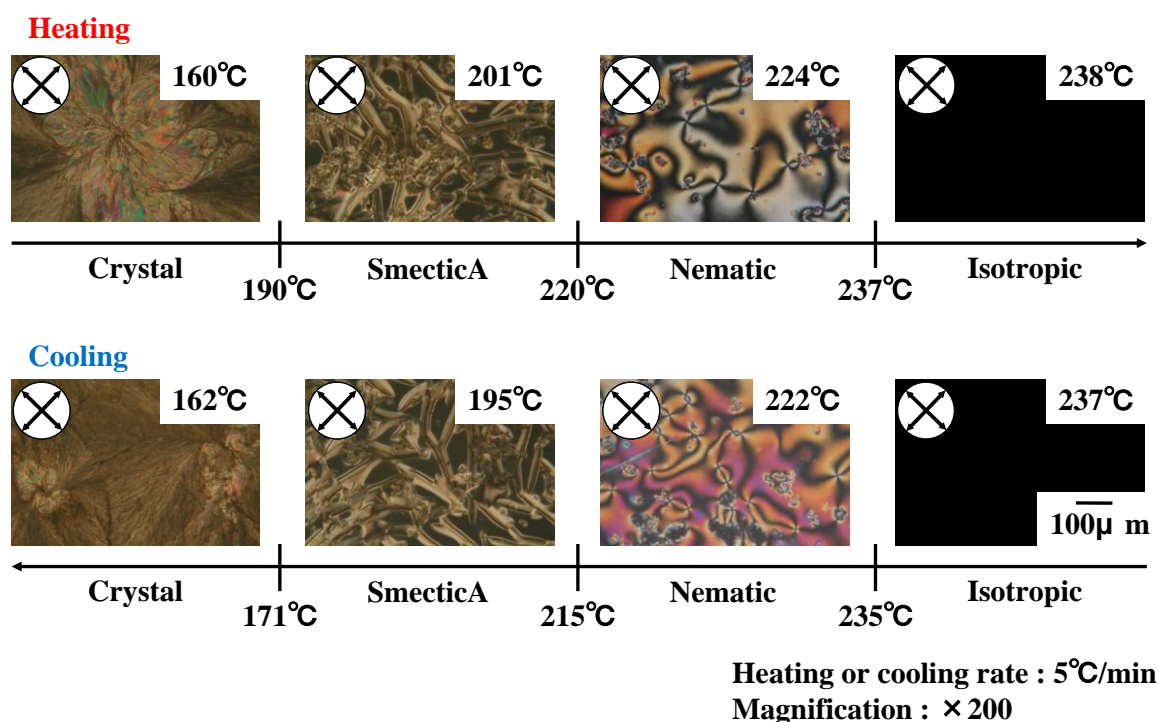 Heating
160℃ 201℃ 224℃ 238℃
Crystal SmecticA Nematic Isotropic
190℃ 220℃ 237℃
Cooling
162℃ 195℃ 222℃ 237℃
100μ m
Crystal SmecticA Nematic Isotropic
171℃ 215℃ 235℃
Heating or cooling rate : 5℃/min
Magnification : ×200